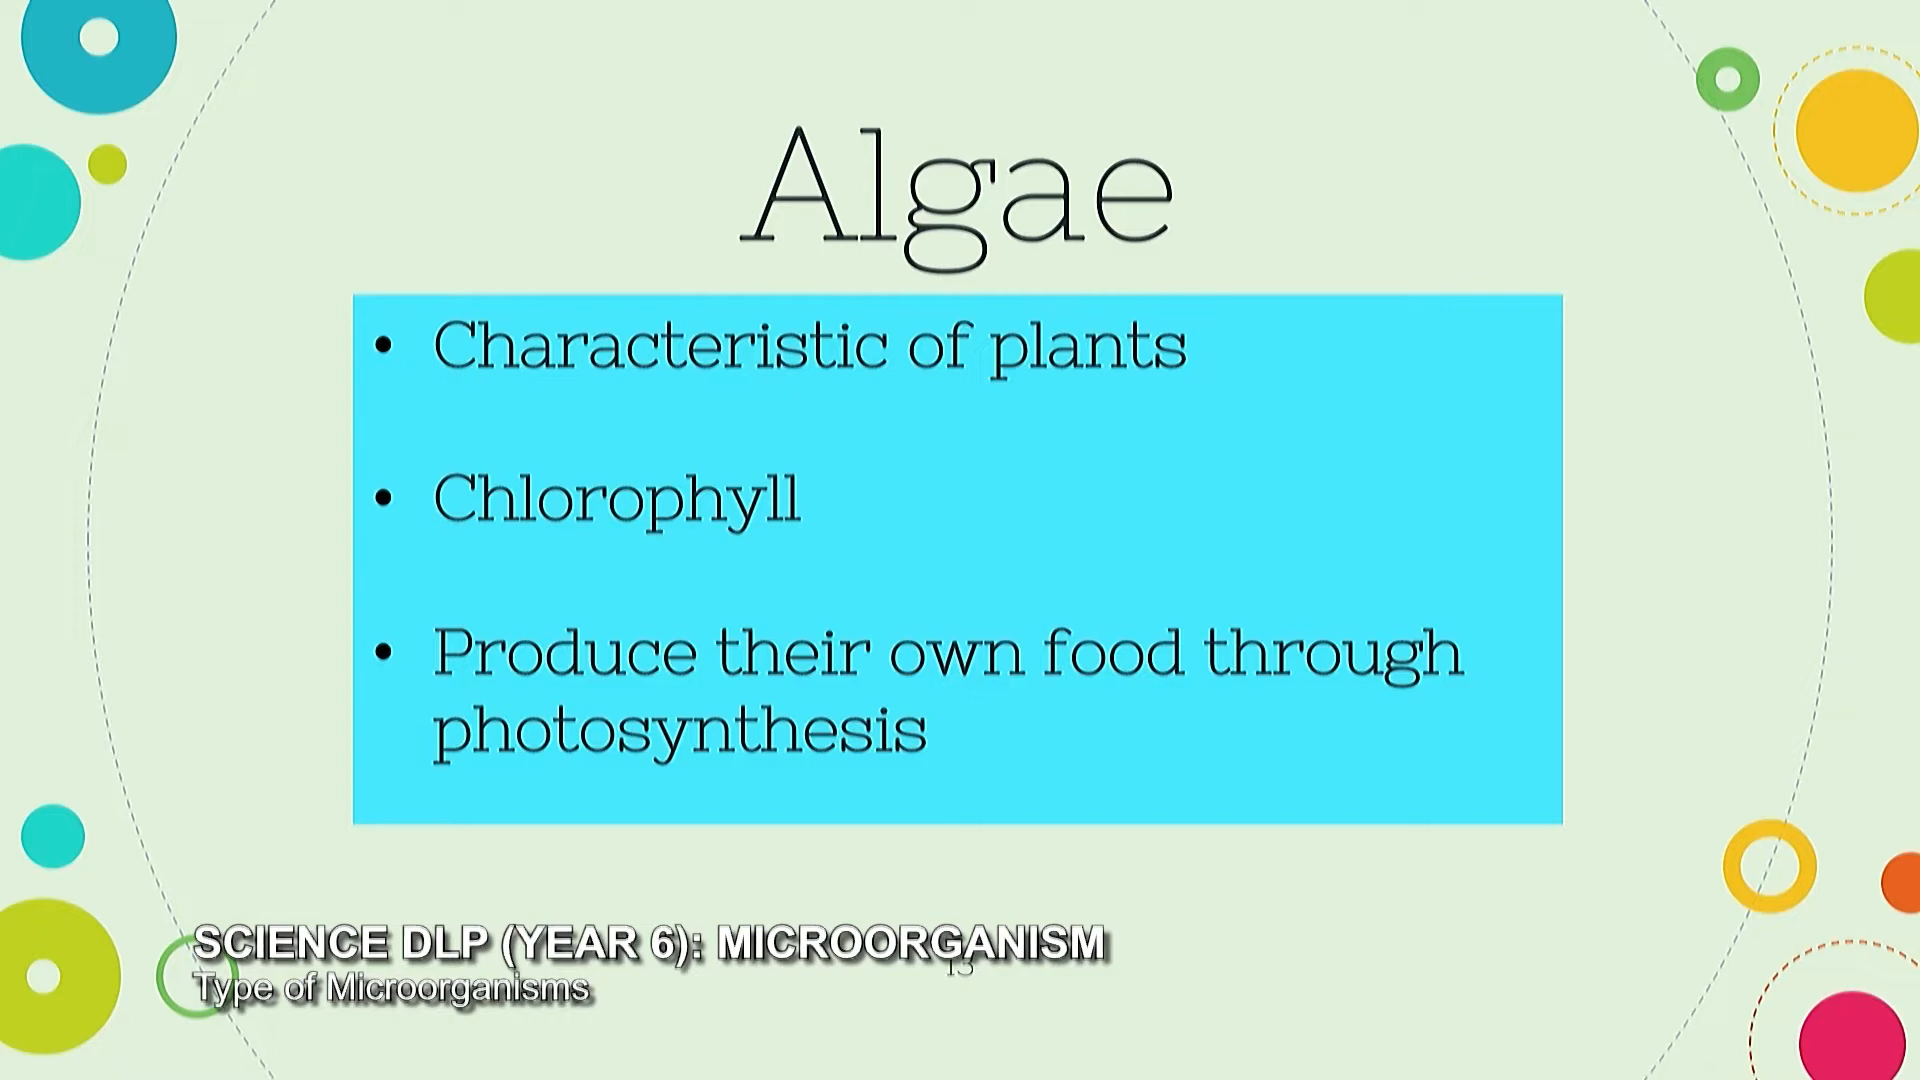 Algae
• Characteristic of plants
• Chlorophyll
• Produce their own food through
photosynthesis
SCIENCE DLP (YEAR 6): MICROORGANISM
13
Type of Microorganisms